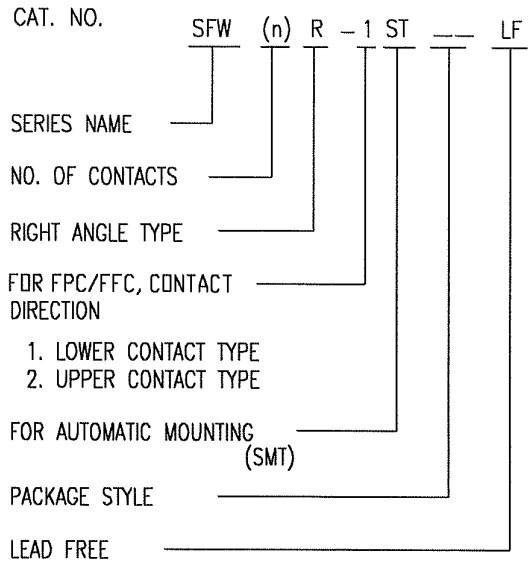 CAT. NO.
SFW (n) R - 1 ST __ LF
SERIES NAME
NO. OF CONTACTS
RIGHT ANGLE TYPE
FOR FPC/FFC, CONTACT
DIRECTION
1. LOWER CONTACT TYPE
2. UPPER CONTACT TYPE
FOR AUTOMATIC MOUNTING
(SMT)
PACKAGE STYLE
LEAD FREE